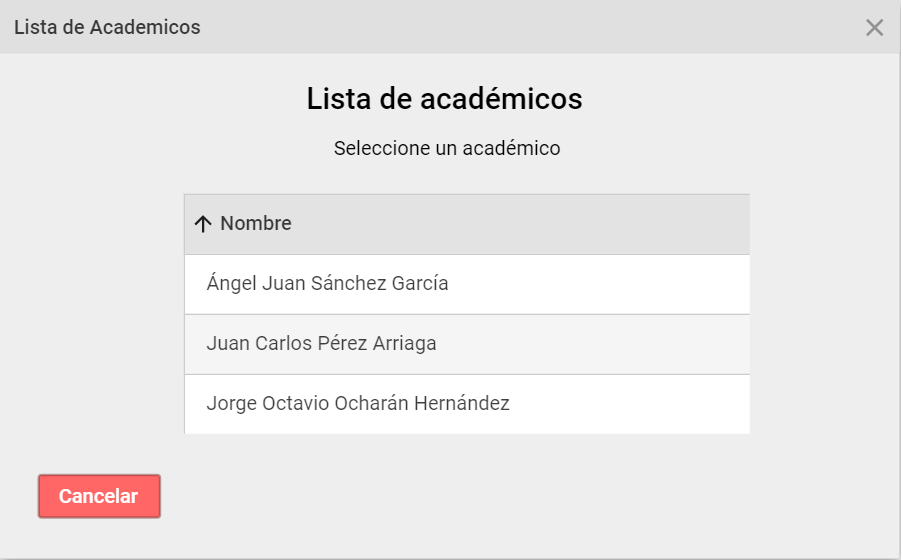 Lista de Academicos
Lista de académicos
Seleccione un académico
Nombre
Ángel Juan Sánchez García
Juan Carlos Pérez Arriaga
Jorge Octavio Ocharán Hernández
Cancelar